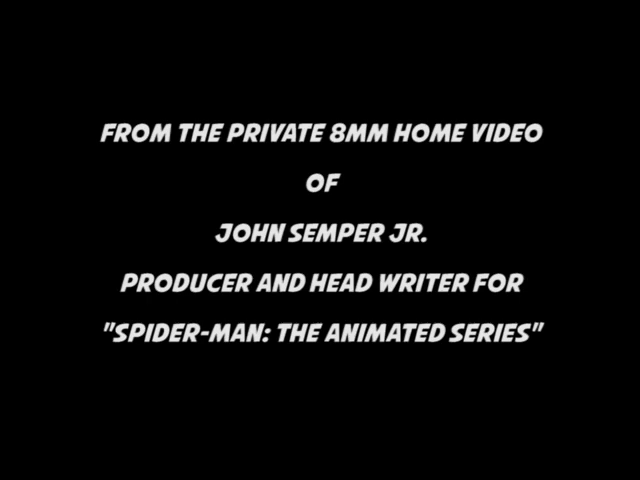 FROM THE PRIVATE 8MM HOME VIDEO
OF
JOHN SEMPER JR.
PRODUCER AND HEAD WRITER FOR
"SPIDER-MAN: THE ANIMATED SERIES"